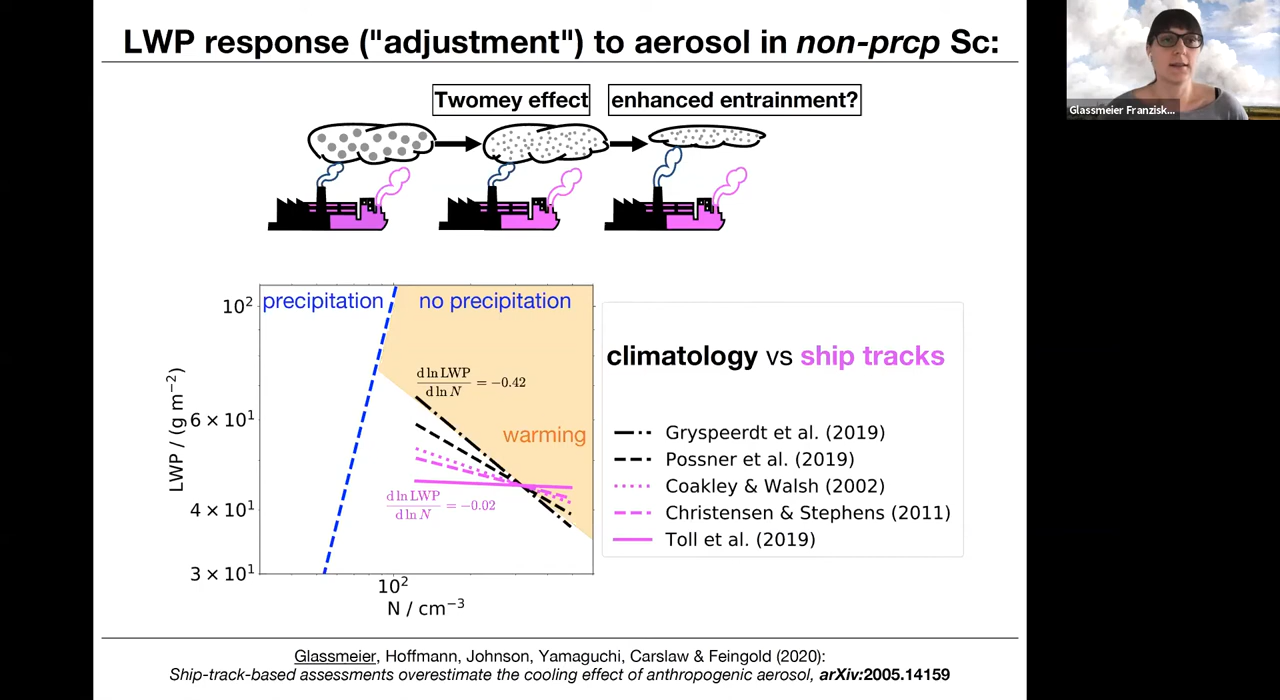 LWP response ("adjustment") to aerosol in non-prcp Sc:
Glassmeier Franzisk...
Twomey effect
enhanced entrainment?
precipitation
no precipitation
10²
6 × 10¹
4 × 10¹
3 × 10¹
LWP / (g m⁻²)
d ln LWP / d ln N = −0.42
warming
d ln LWP / d ln N = −0.02
10²
N / cm⁻³
climatology vs ship tracks
Gryspeerdt et al. (2019)
Possner et al. (2019)
Coakley & Walsh (2002)
Christensen & Stephens (2011)
Toll et al. (2019)
Glassmeier, Hoffmann, Johnson, Yamaguchi, Carslaw & Feingold (2020):
Ship-track-based assessments overestimate the cooling effect of anthropogenic aerosol, arXiv:2005.14159